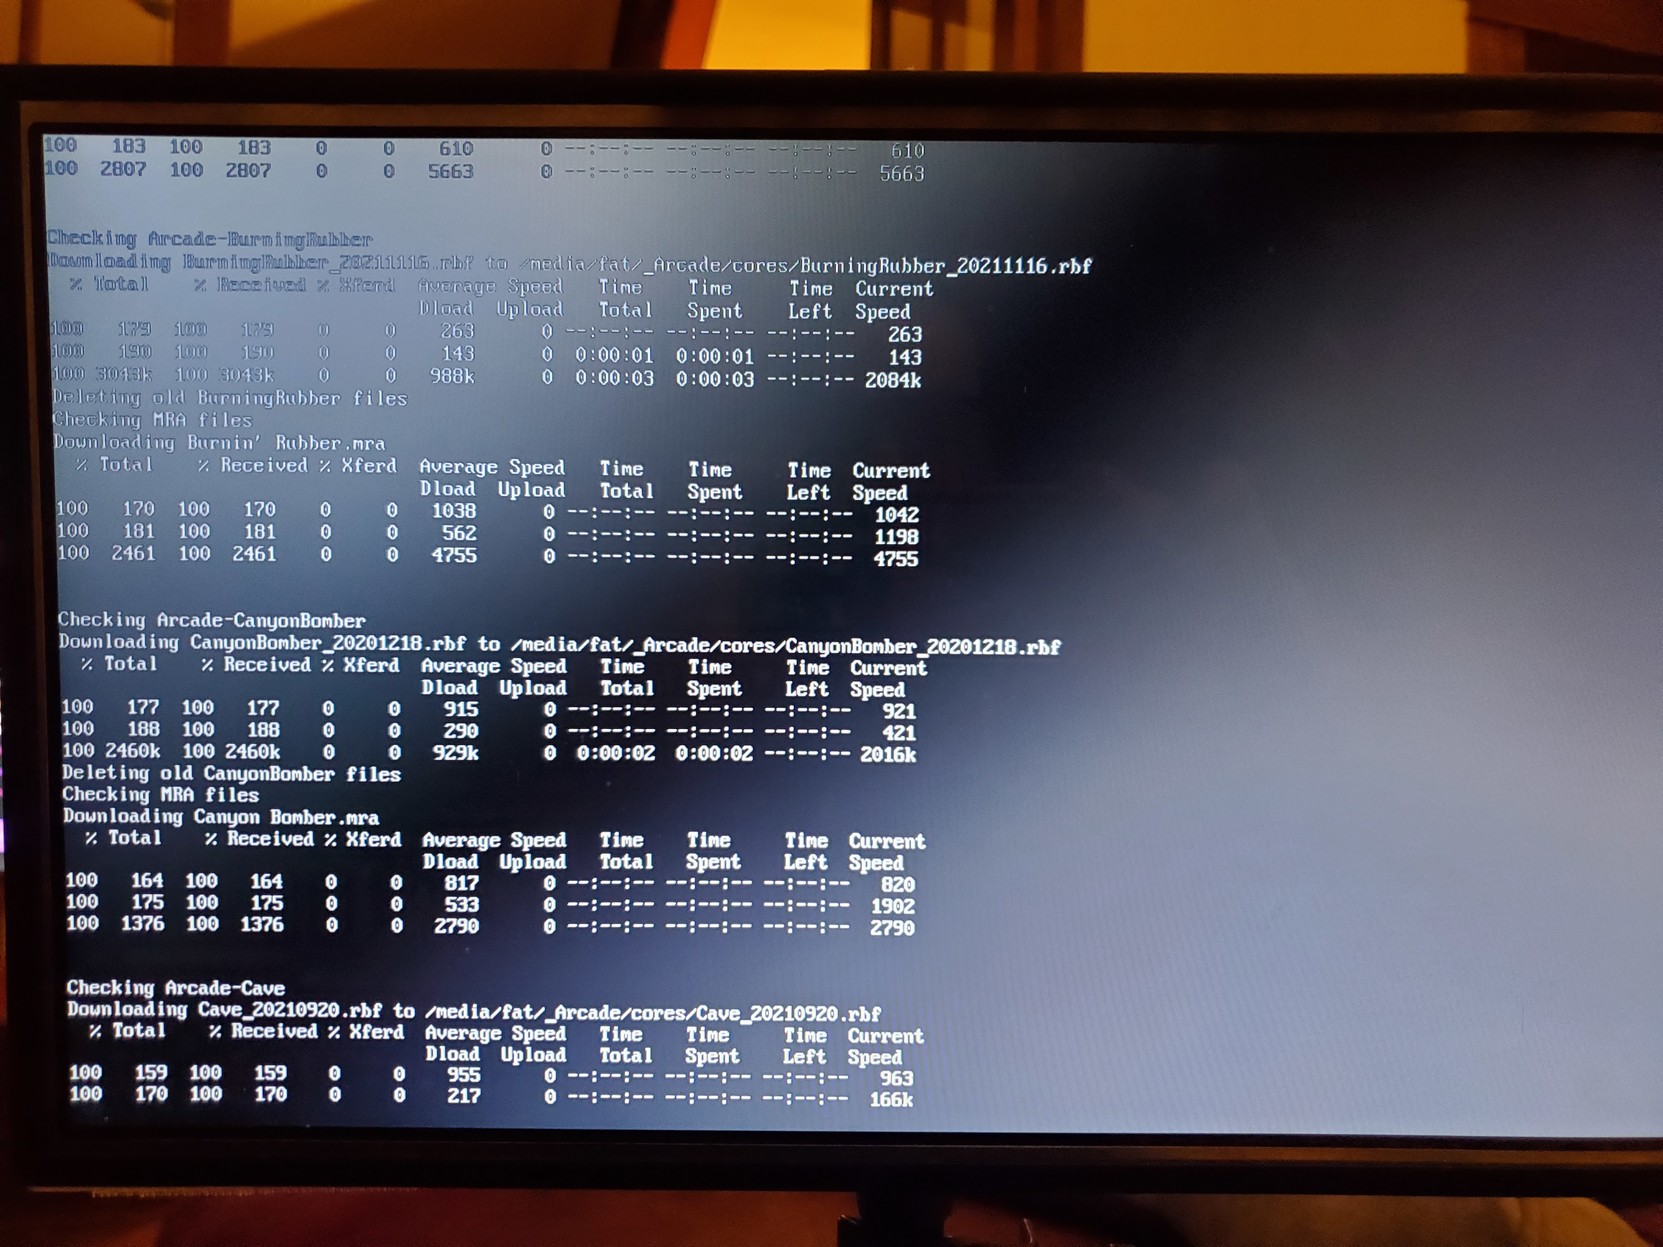 100 183 100 183 0 0 610 0 --:--:-- --:--:-- --:--:-- 610
100 2807 100 2807 0 0 5663 0 --:--:-- --:--:-- --:--:-- 5663
Checking Arcade-BurningRubber
Downloading BurningRubber_20211116.rbf to /media/fat/_Arcade/cores/BurningRubber_20211116.rbf
% Total % Received % Xferd Average Speed Time Time Time Current
Dload Upload Total Spent Left Speed
100 179 100 179 0 0 263 0 --:--:-- --:--:-- --:--:-- 263
100 190 100 190 0 0 143 0 0:00:01 0:00:01 --:--:-- 143
100 3043k 100 3043k 0 0 988k 0 0:00:03 0:00:03 --:--:-- 2084k
Deleting old BurningRubber files
Checking MRA files
Downloading Burnin' Rubber.mra
% Total % Received % Xferd Average Speed Time Time Time Current
Dload Upload Total Spent Left Speed
100 170 100 170 0 0 1038 0 --:--:-- --:--:-- --:--:-- 1042
100 181 100 181 0 0 562 0 --:--:-- --:--:-- --:--:-- 1198
100 2461 100 2461 0 0 4755 0 --:--:-- --:--:-- --:--:-- 4755
Checking Arcade-CanyonBomber
Downloading CanyonBomber_20201218.rbf to /media/fat/_Arcade/cores/CanyonBomber_20201218.rbf
% Total % Received % Xferd Average Speed Time Time Time Current
Dload Upload Total Spent Left Speed
100 177 100 177 0 0 915 0 --:--:-- --:--:-- --:--:-- 921
100 188 100 188 0 0 290 0 --:--:-- --:--:-- --:--:-- 421
100 2460k 100 2460k 0 0 929k 0 0:00:02 0:00:02 --:--:-- 2016k
Deleting old CanyonBomber files
Checking MRA files
Downloading Canyon Bomber.mra
% Total % Received % Xferd Average Speed Time Time Time Current
Dload Upload Total Spent Left Speed
100 164 100 164 0 0 817 0 --:--:-- --:--:-- --:--:-- 820
100 175 100 175 0 0 533 0 --:--:-- --:--:-- --:--:-- 1902
100 1376 100 1376 0 0 2790 0 --:--:-- --:--:-- --:--:-- 2790
Checking Arcade-Cave
Downloading Cave_20210920.rbf to /media/fat/_Arcade/cores/Cave_20210920.rbf
% Total % Received % Xferd Average Speed Time Time Time Current
Dload Upload Total Spent Left Speed
100 159 100 159 0 0 955 0 --:--:-- --:--:-- --:--:-- 963
100 170 100 170 0 0 217 0 --:--:-- --:--:-- --:--:-- 166k